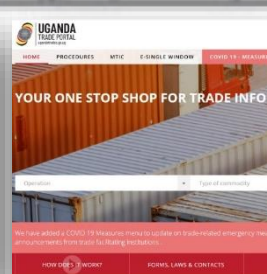 UGANDA
TRADE PORTAL
HOME PROCEDURES MTIC E-SINGLE WINDOW COVID 19 - MEASURE
YOUR ONE STOP SHOP FOR TRADE INFO
Operation Type of commodity
We have added a COVID 19 Measures menu to update on trade-related emergency mea
announcements from trade facilitating institutions.
HOW DOES IT WORK? FORMS, LAWS & CONTACTS